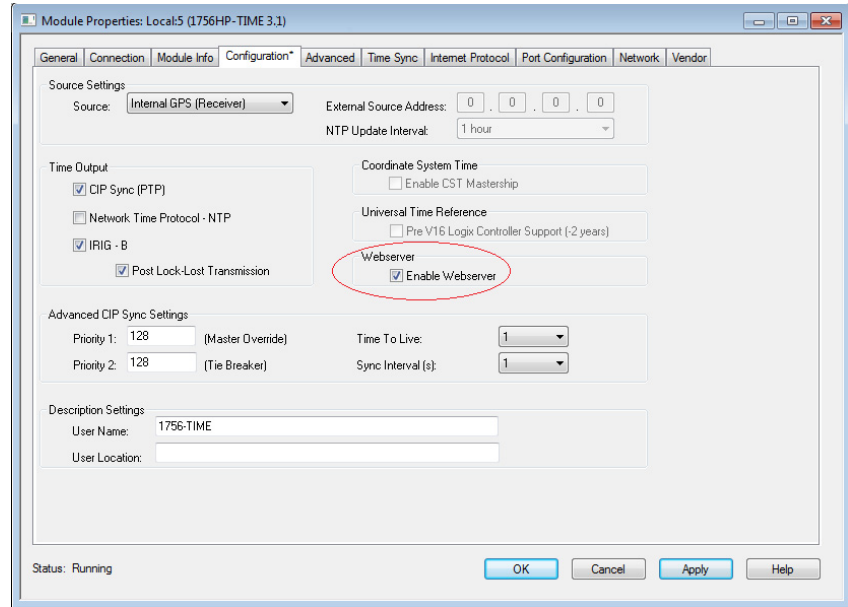 Module Properties: Local:5 (1756HP-TIME 3.1)
General Connection Module Info Configuration* Advanced Time Sync Internet Protocol Port Configuration Network Vendor
Source Settings
Source: Internal GPS (Receiver) External Source Address: 0 . 0 . 0 . 0
NTP Update Interval: 1 hour
Time Output
CIP Sync (PTP)
Network Time Protocol - NTP
IRIG - B
Post Lock-Lost Transmission
Coordinate System Time
Enable CST Mastership
Universal Time Reference
Pre V16 Logix Controller Support (-2 years)
Webserver
Enable Webserver
Advanced CIP Sync Settings
Priority 1: 128 (Master Override) Time To Live: 1
Priority 2: 128 (Tie Breaker) Sync Interval (s): 1
Description Settings
User Name: 1756-TIME
User Location:
Status: Running OK Cancel Apply Help